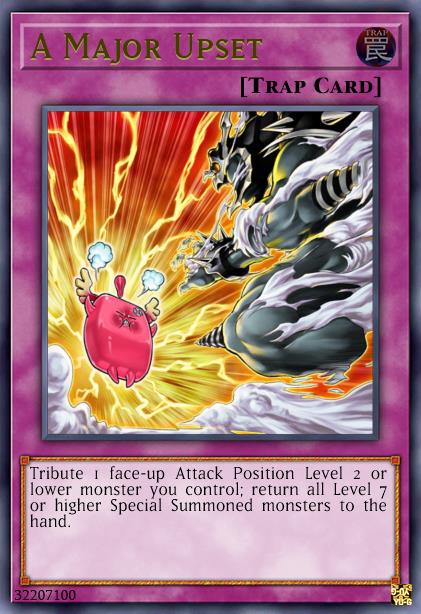 A Major Upset
TRAP
罠
[Trap Card]
Tribute 1 face-up Attack Position Level 2 or
lower monster you control; return all Level 7
or higher Special Summoned monsters to the
hand.
32207100